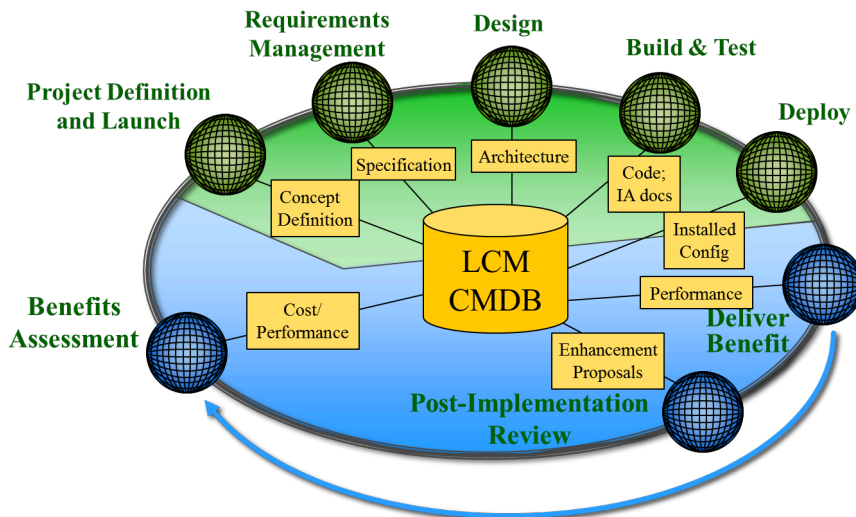 Requirements
Management
Design
Build & Test
Project Definition
and Launch
Deploy
Specification
Architecture
Code;
IA docs
Concept
Definition
Installed
Config
LCM
CMDB
Performance
Benefits
Assessment
Cost/
Performance
Deliver
Benefit
Enhancement
Proposals
Post-Implementation
Review